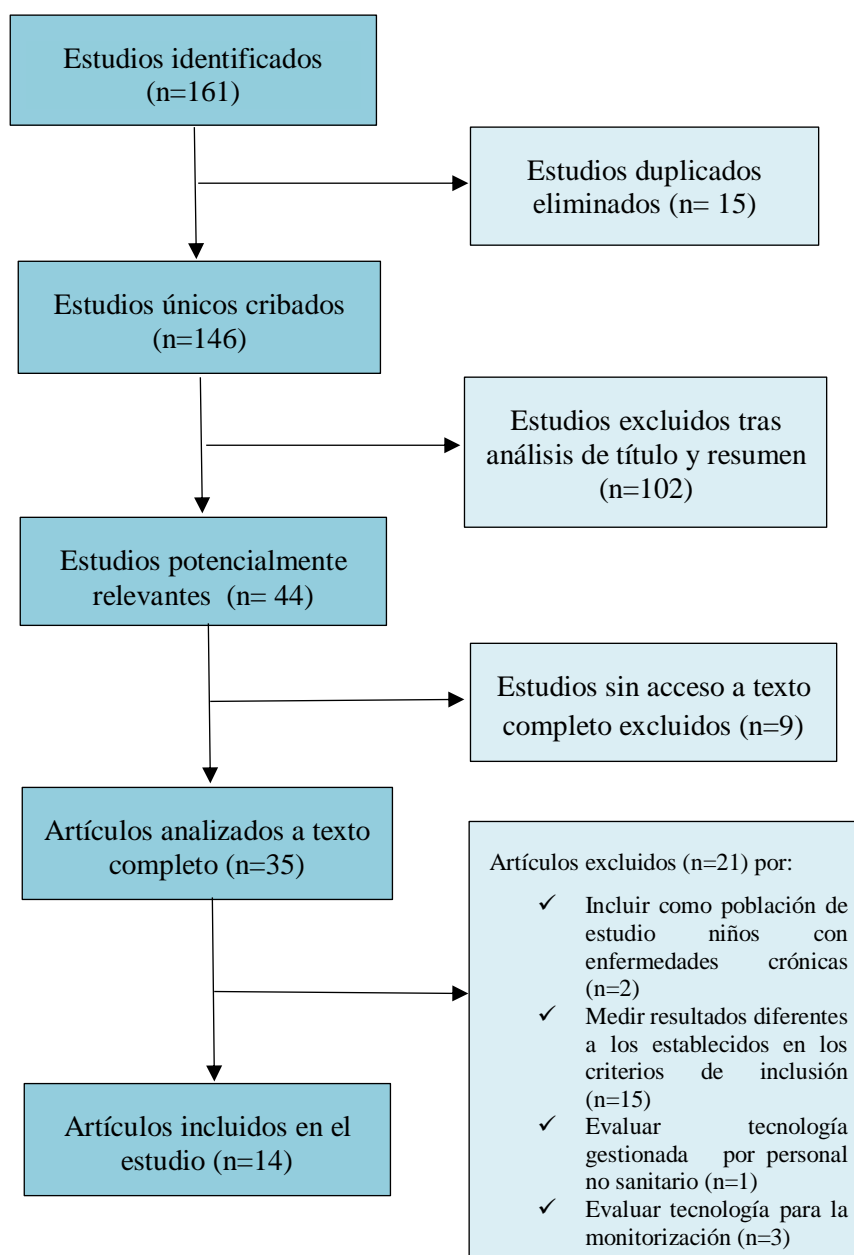 Estudios identificados
(n=161)
Estudios duplicados
eliminados (n= 15)
Estudios únicos cribados
(n=146)
Estudios excluidos tras
análisis de título y resumen
(n=102)
Estudios potencialmente
relevantes (n= 44)
Estudios sin acceso a texto
completo excluidos (n=9)
Artículos analizados a texto
completo (n=35)
Artículos excluidos (n=21) por:
✓ Incluir como población de
estudio niños con
enfermedades crónicas
(n=2)
✓ Medir resultados diferentes
a los establecidos en los
criterios de inclusión
(n=15)
✓ Evaluar tecnología
gestionada por personal
no sanitario (n=1)
✓ Evaluar tecnología para la
monitorización (n=3)
Artículos incluidos en el
estudio (n=14)